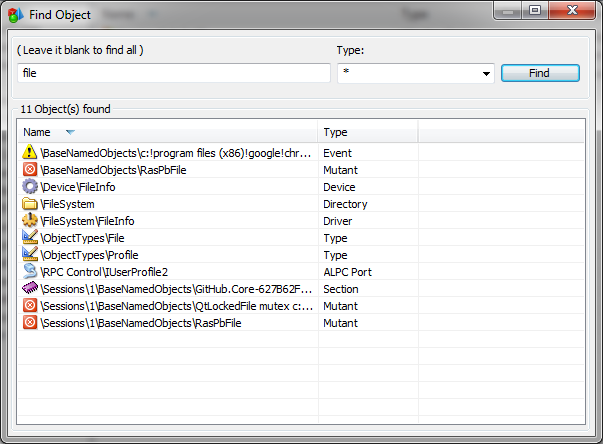 Find Object
( Leave it blank to find all )
Type:
file
*
Find
11 Object(s) found
Name Type
\BaseNamedObjects\c:!program files (x86)!google!chr... Event
\BaseNamedObjects\RasPbFile Mutant
\Device\FileInfo Device
\FileSystem Directory
\FileSystem\FileInfo Driver
\ObjectTypes\File Type
\ObjectTypes\Profile Type
\RPC Control\IUserProfile2 ALPC Port
\Sessions\1\BaseNamedObjects\GitHub.Core-627B62F... Section
\Sessions\1\BaseNamedObjects\QtLockedFile mutex c:... Mutant
\Sessions\1\BaseNamedObjects\RasPbFile Mutant